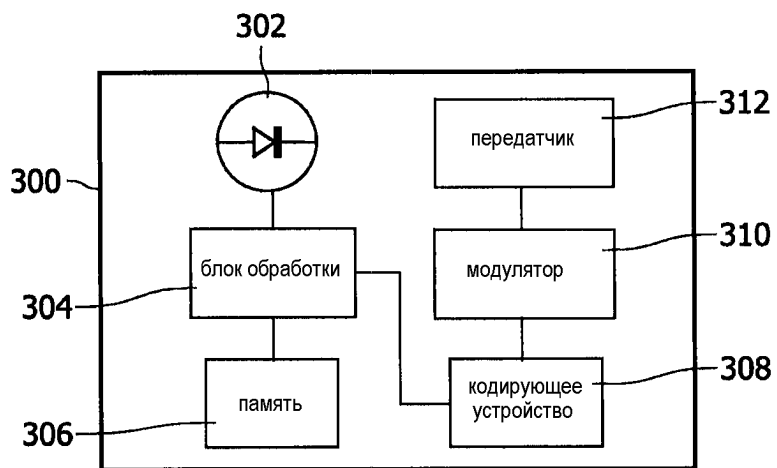 302
312
передатчик
300
310
блок обработки
модулятор
304
308
память
кодирующее
устройство
306